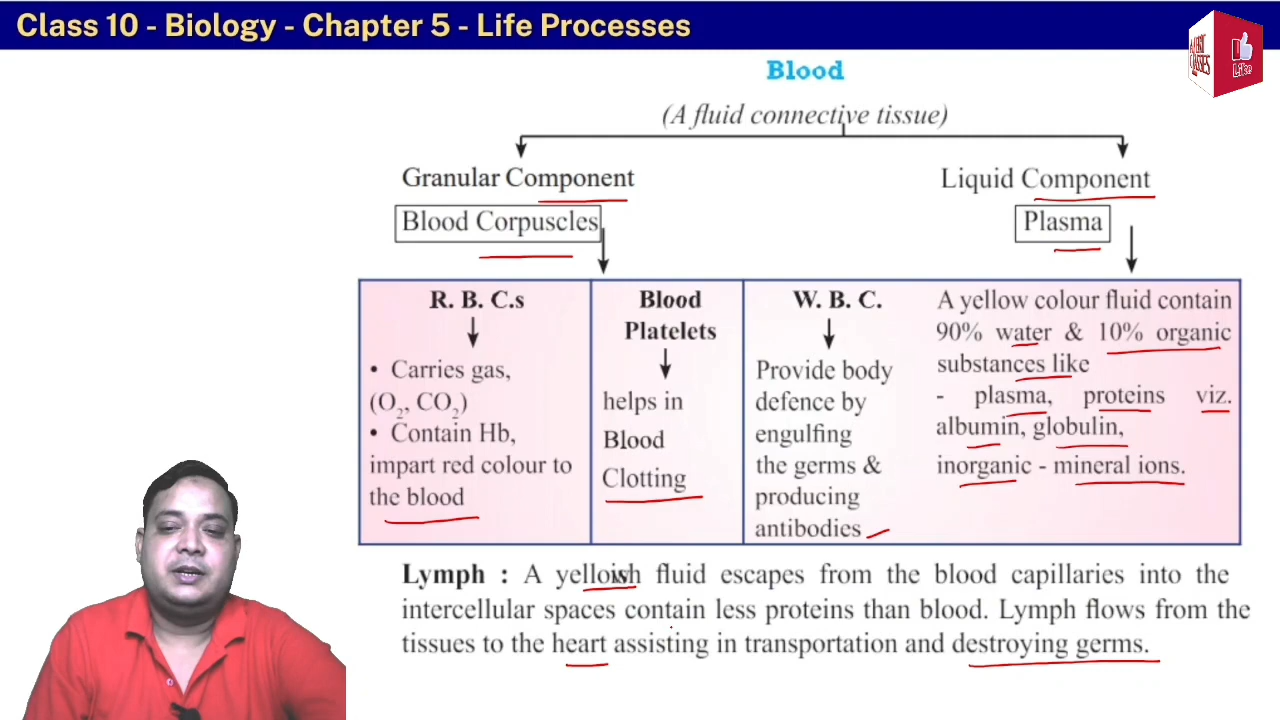 Class 10 - Biology - Chapter 5 - Life Processes
Like
Blood
(A fluid connective tissue)
Granular Component
Liquid Component
Blood Corpuscles
Plasma
R. B. C.s
• Carries gas,
(O₂, CO₂)
• Contain Hb,
impart red colour to
the blood
Blood
Platelets
helps in
Blood
Clotting
W. B. C.
Provide body
defence by
engulfing
the germs &
producing
antibodies
A yellow colour fluid contain
90% water & 10% organic
substances like
- plasma, proteins viz.
albumin, globulin,
inorganic - mineral ions.
Lymph : A fluid escapes from the blood capillaries into the
intercellular spaces contain less proteins than blood. Lymph flows from the
tissues to the heart assisting in transportation and destroying germs.